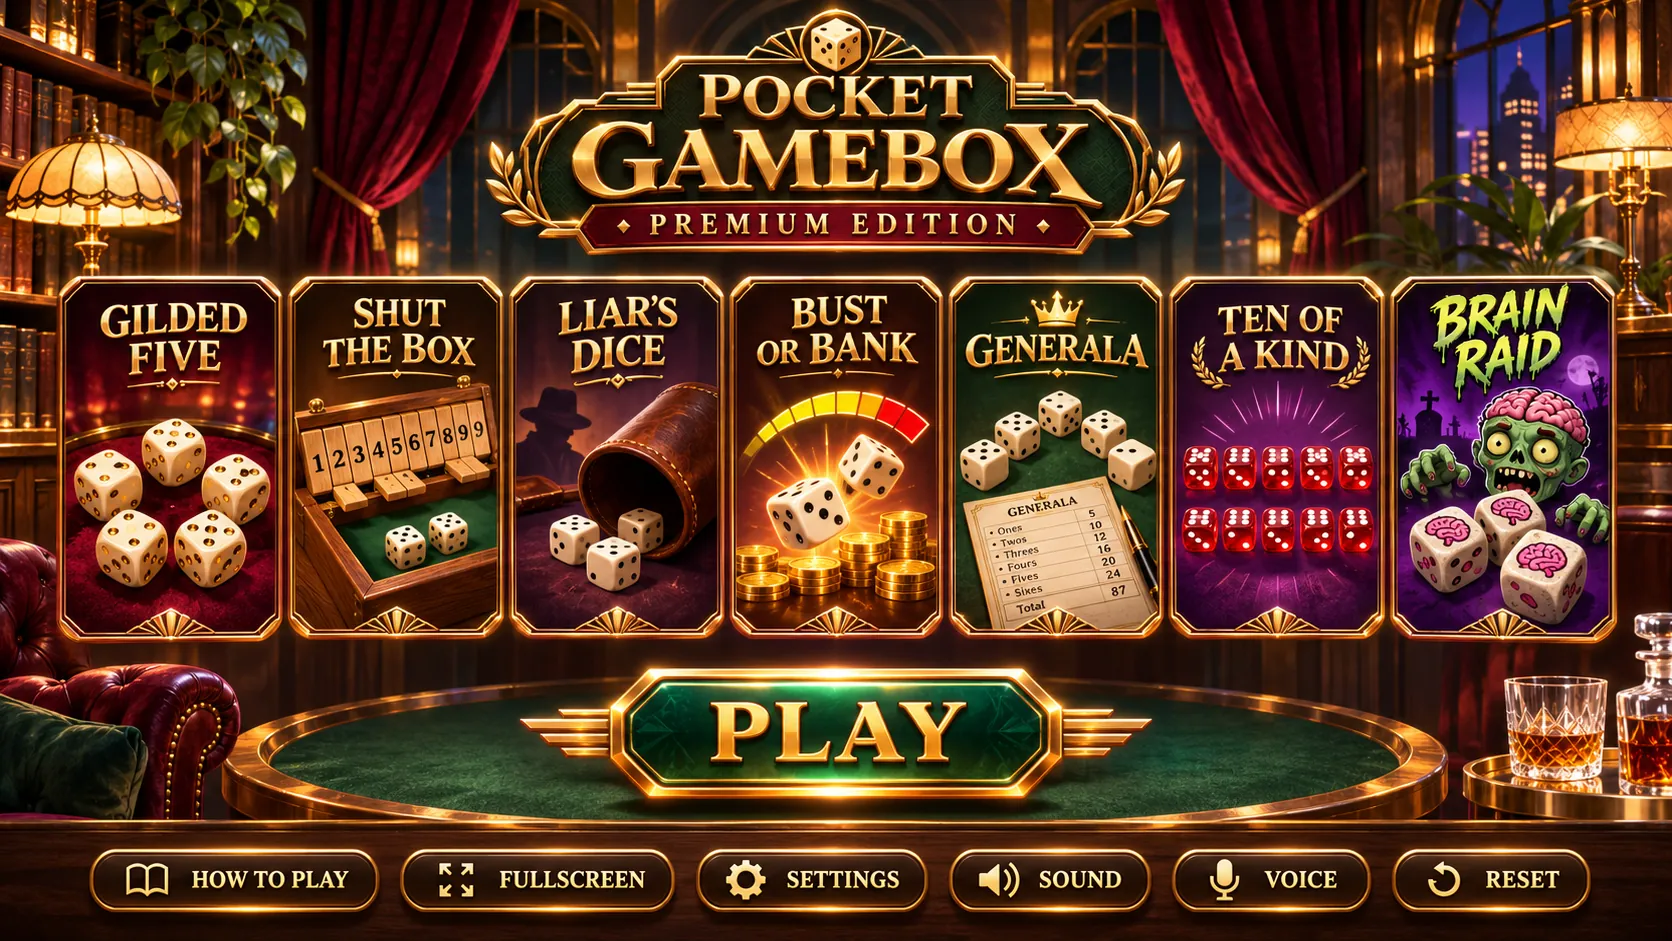 POCKET
GAMEBOX
PREMIUM EDITION
GILDED
FIVE
SHUT
THE BOX
1 2 3 4 5 6 7 8 9 9
LIAR'S
DICE
BUST
OR BANK
GENERALA
GENERALA
• Ones 5
• Twos 10
• Threes 12
• Fours 16
• Fives 20
• Sixes 24
Total 87
TEN OF
A KIND
BRAIN
RAID
PLAY
HOW TO PLAY
FULLSCREEN
SETTINGS
SOUND
VOICE
RESET